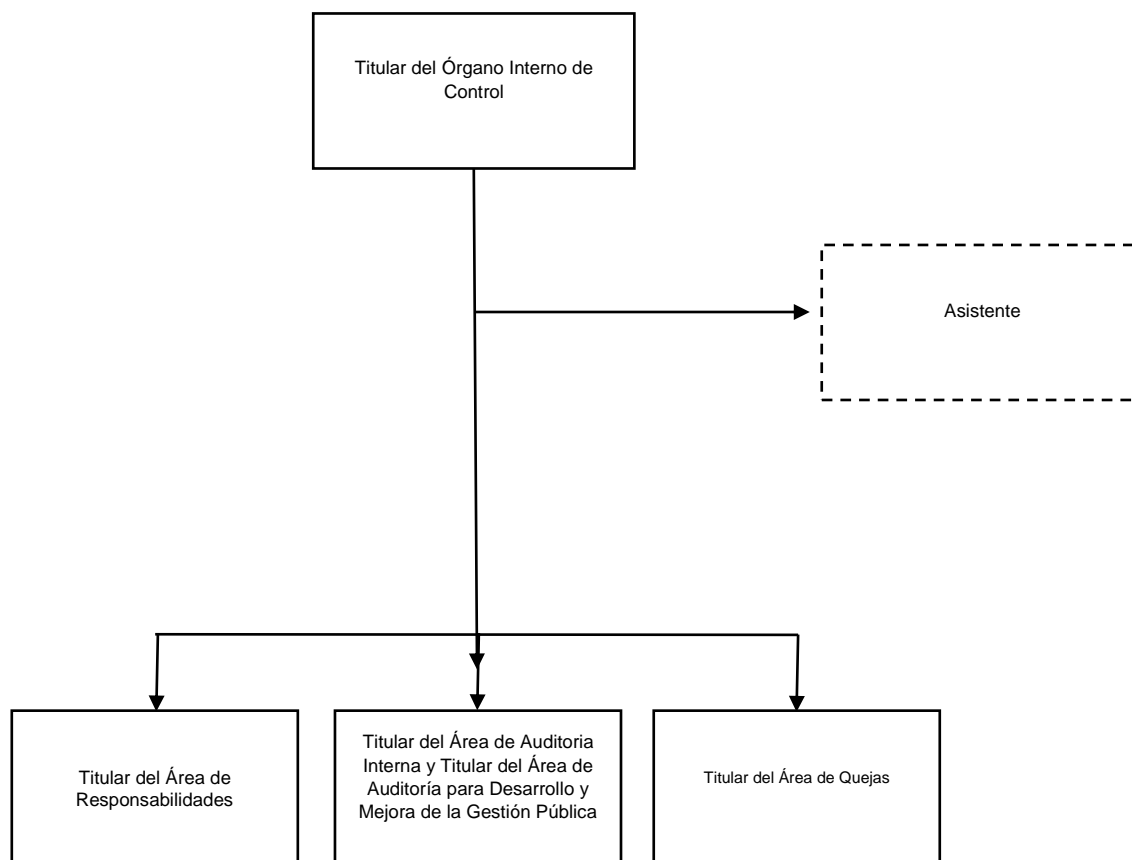 Titular del Órgano Interno de
Control
Asistente
Titular del Área de
Responsabilidades
Titular del Área de Auditoria
Interna y Titular del Área de
Auditoría para Desarrollo y
Mejora de la Gestión Pública
Titular del Área de Quejas